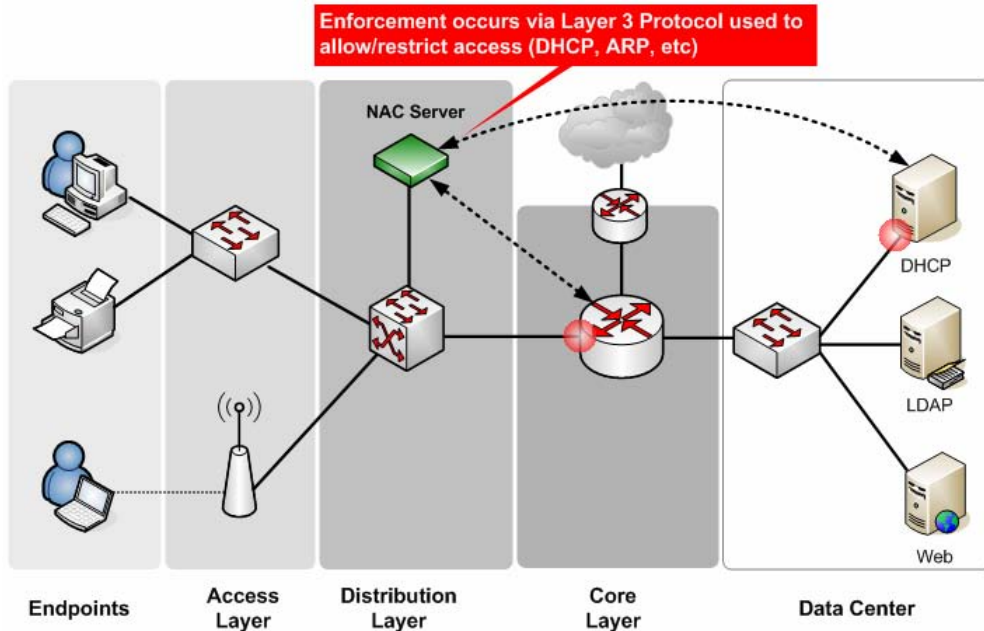 Enforcement occurs via Layer 3 Protocol used to
allow/restrict access (DHCP, ARP, etc)
NAC Server
DHCP
LDAP
Web
Endpoints
Access
Layer
Distribution
Layer
Core
Layer
Data Center